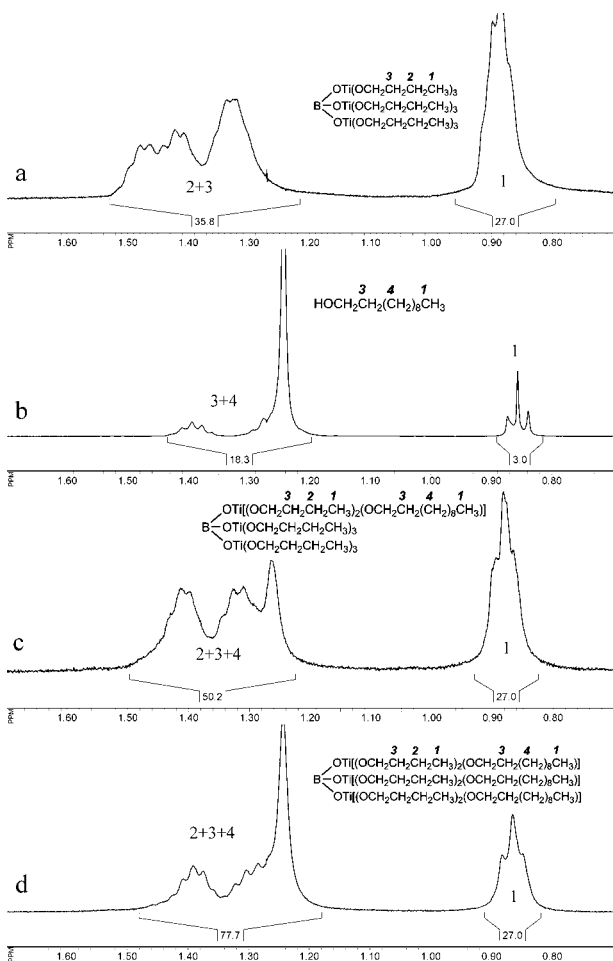 3 2 1
OTi(OCH2CH2CH2CH3)3
B OTi(OCH2CH2CH2CH3)3
OTi(OCH2CH2CH2CH3)3
a
2+3
1
35.8
27.0
PPM 1.60 1.50 1.40 1.30 1.20 1.10 1.00 0.90 0.80
3 4 1
HOCH2CH2(CH2)8CH3
1
b
3+4
18.3
3.0
PPM 1.60 1.50 1.40 1.30 1.20 1.10 1.00 0.90 0.80
3 2 1 3 4 1
OTi[(OCH2CH2CH2CH3)2(OCH2CH2(CH2)8CH3)]
B OTi(OCH2CH2CH2CH3)3
OTi(OCH2CH2CH2CH3)3
c
2+3+4
1
50.2
27.0
PPM 1.60 1.50 1.40 1.30 1.20 1.10 1.00 0.90 0.80
3 2 1 3 4 1
OTi[(OCH2CH2CH2CH3)2(OCH2CH2(CH2)8CH3)]
B OTi[(OCH2CH2CH2CH3)2(OCH2CH2(CH2)8CH3)]
OTi[(OCH2CH2CH2CH3)2(OCH2CH2(CH2)8CH3)]
2+3+4
d
1
77.7
27.0
PPM 1.60 1.50 1.40 1.30 1.20 1.10 1.00 0.90 0.80